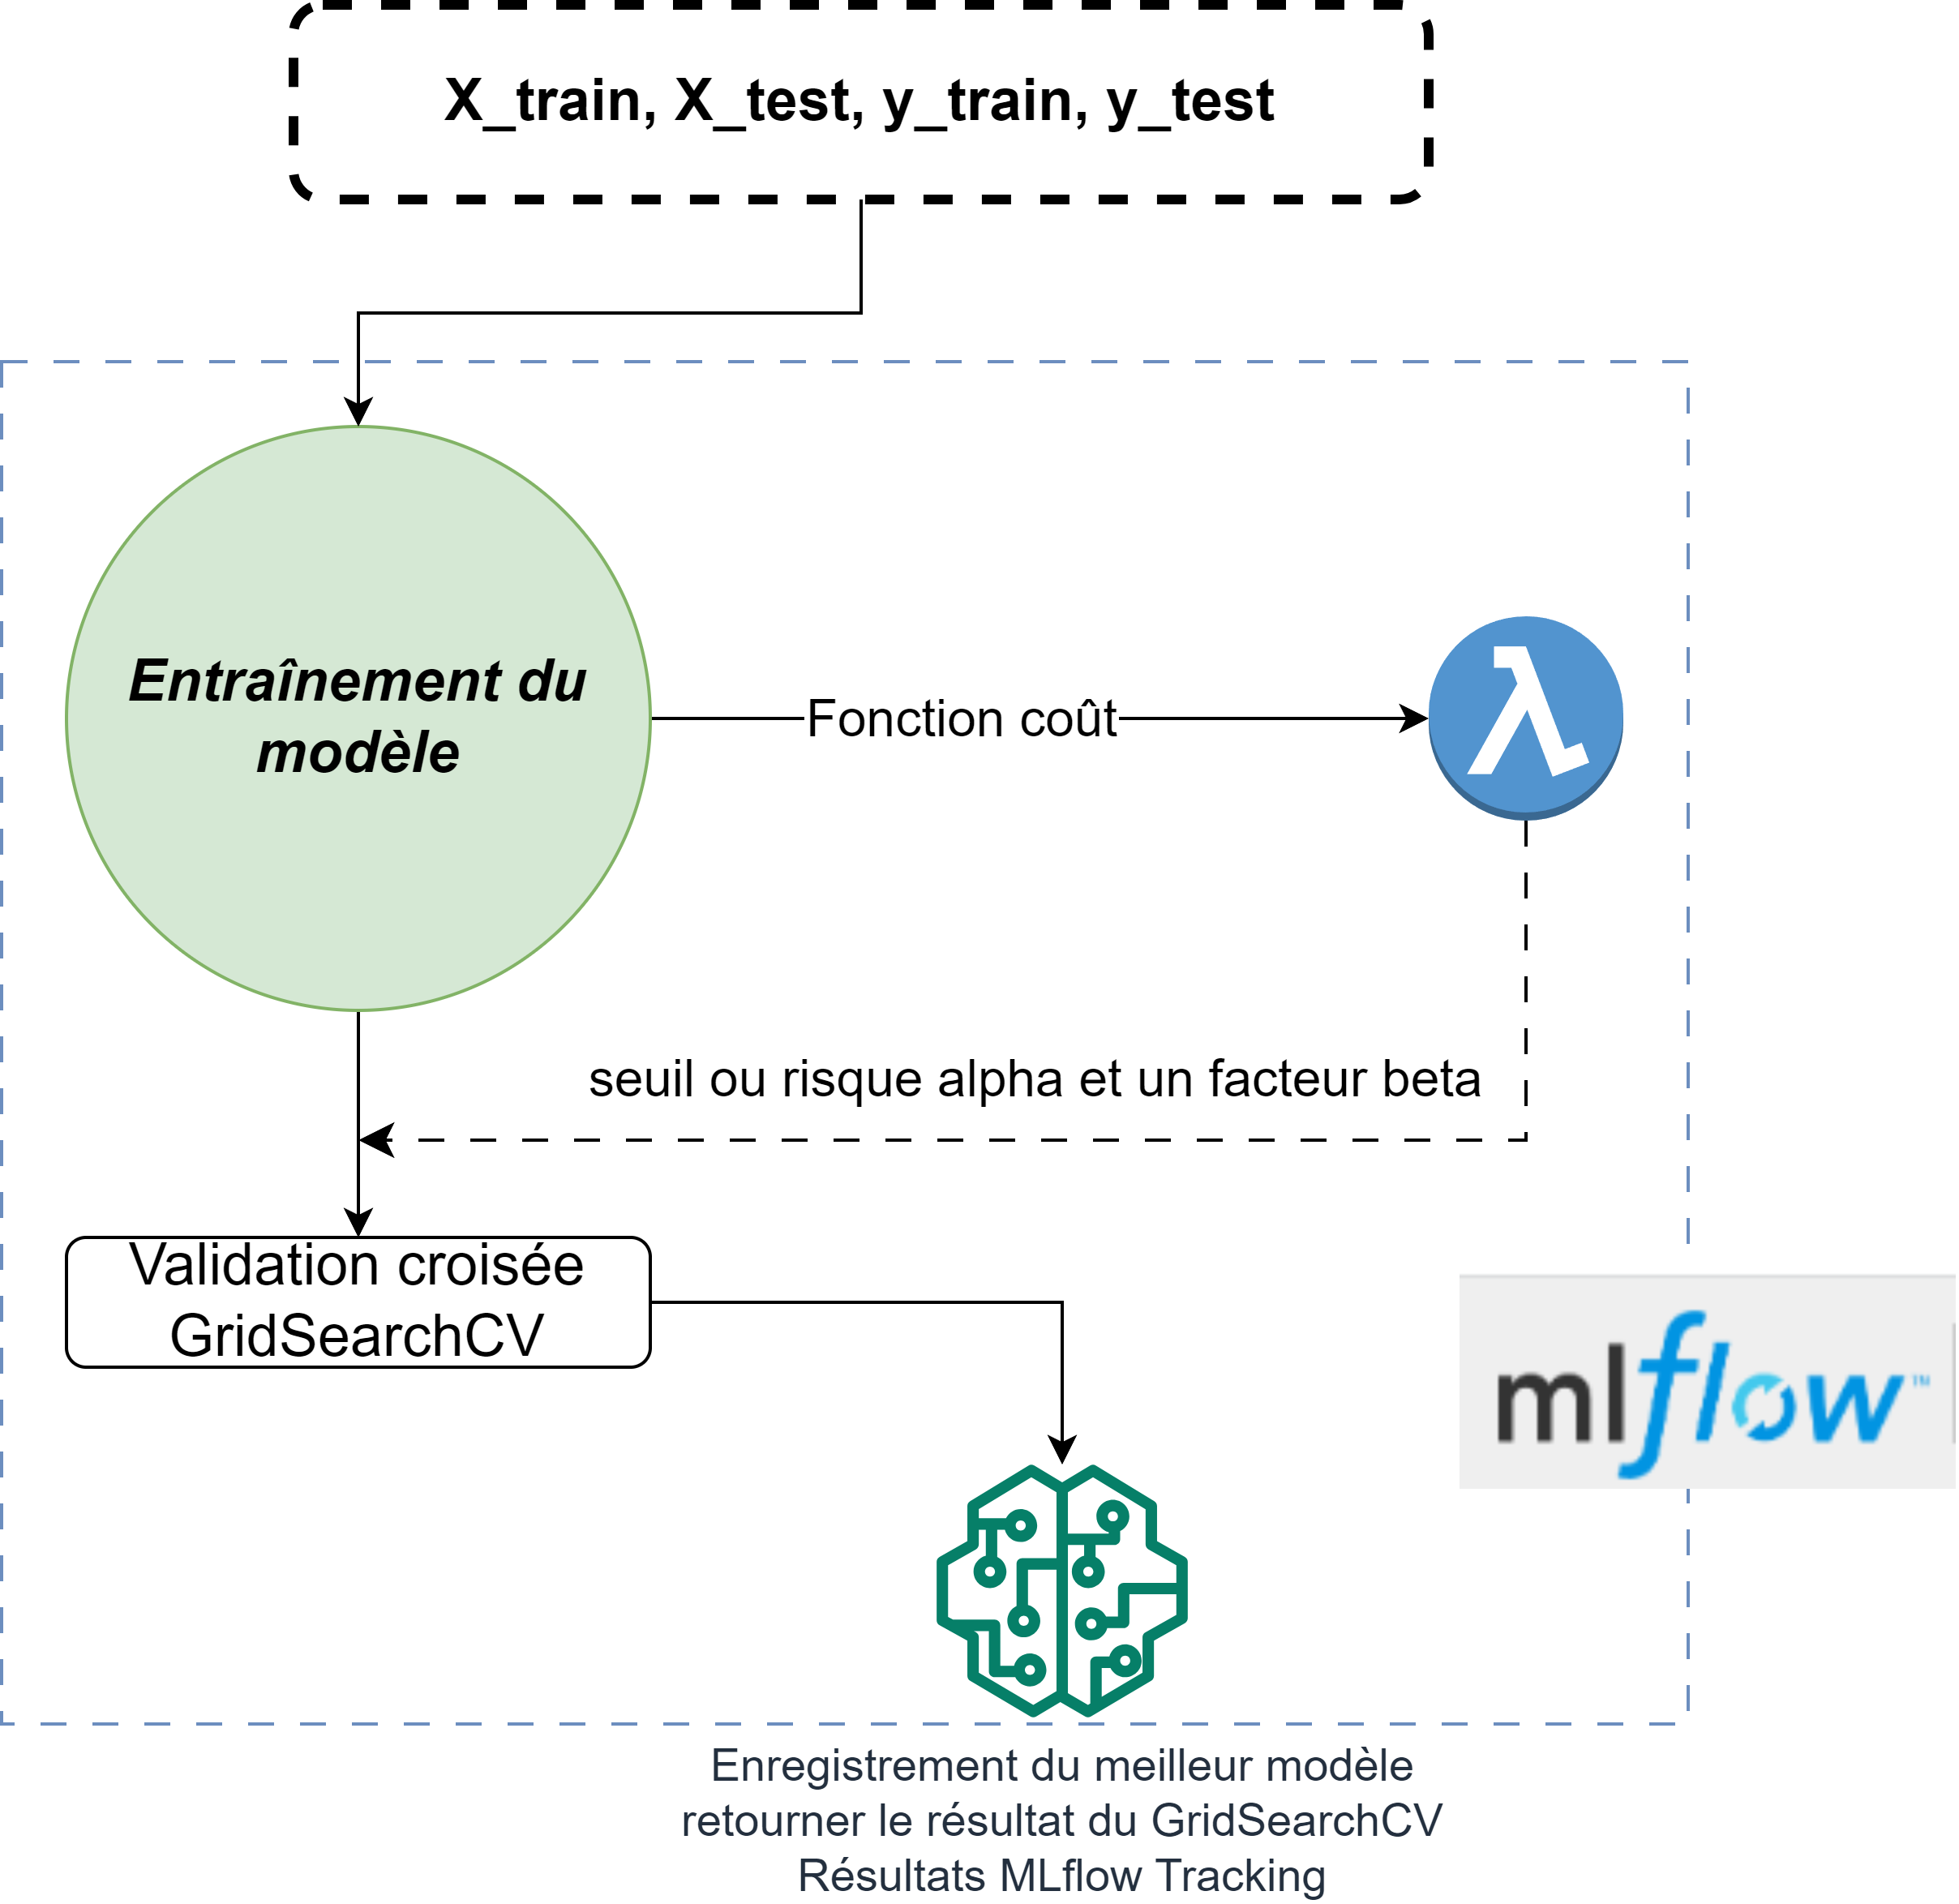 X_train, X_test, y_train, y_test
Entraînement du
modèle
Fonction coût
λ
seuil ou risque alpha et un facteur beta
Validation croisée
GridSearchCV
mlflow™
Enregistrement du meilleur modèle
retourner le résultat du GridSearchCV
Résultats MLflow Tracking